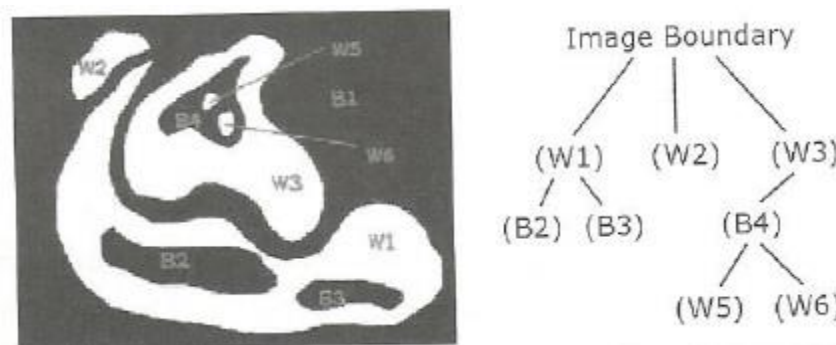 W2
W5
B1
B4
W6
W3
W1
B2
B3
Image Boundary
(W1) (W2) (W3)
(B2) (B3) (B4)
(W5) (W6)